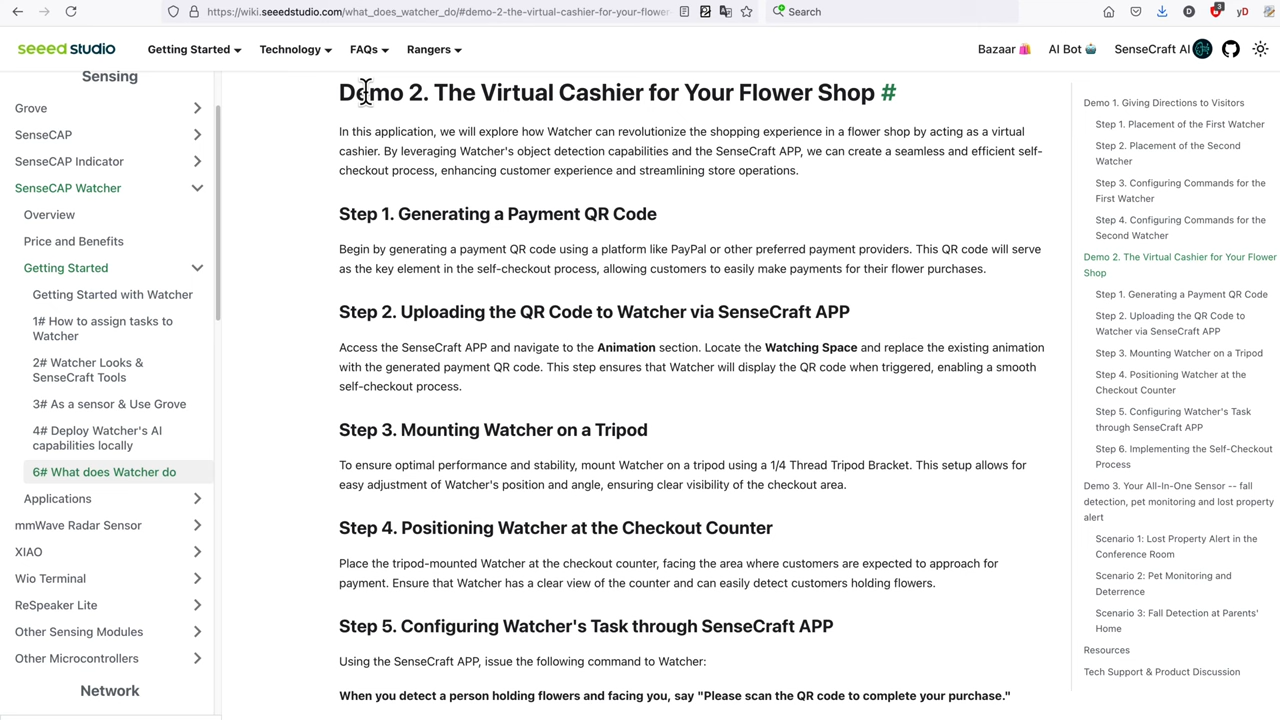 https://wiki.seeedstudio.com/what_does_watcher_do/#demo-2-the-virtual-cashier-for-your-flower
Search
3
D
yD
seeed studio
Getting Started
Technology
FAQs
Rangers
Bazaar
AI Bot
SenseCraft AI
Sensing
Grove
SenseCAP
SenseCAP Indicator
SenseCAP Watcher
Overview
Price and Benefits
Getting Started
Getting Started with Watcher
1# How to assign tasks to
Watcher
2# Watcher Looks &
SenseCraft Tools
3# As a sensor & Use Grove
4# Deploy Watcher's AI
capabilities locally
6# What does Watcher do
Applications
mmWave Radar Sensor
XIAO
Wio Terminal
ReSpeaker Lite
Other Sensing Modules
Other Microcontrollers
Network
Demo 2. The Virtual Cashier for Your Flower Shop #
In this application, we will explore how Watcher can revolutionize the shopping experience in a flower shop by acting as a virtual
cashier. By leveraging Watcher's object detection capabilities and the SenseCraft APP, we can create a seamless and efficient self-
checkout process, enhancing customer experience and streamlining store operations.
Step 1. Generating a Payment QR Code
Begin by generating a payment QR code using a platform like PayPal or other preferred payment providers. This QR code will serve
as the key element in the self-checkout process, allowing customers to easily make payments for their flower purchases.
Step 2. Uploading the QR Code to Watcher via SenseCraft APP
Access the SenseCraft APP and navigate to the Animation section. Locate the Watching Space and replace the existing animation
with the generated payment QR code. This step ensures that Watcher will display the QR code when triggered, enabling a smooth
self-checkout process.
Step 3. Mounting Watcher on a Tripod
To ensure optimal performance and stability, mount Watcher on a tripod using a 1/4 Thread Tripod Bracket. This setup allows for
easy adjustment of Watcher's position and angle, ensuring clear visibility of the checkout area.
Step 4. Positioning Watcher at the Checkout Counter
Place the tripod-mounted Watcher at the checkout counter, facing the area where customers are expected to approach for
payment. Ensure that Watcher has a clear view of the counter and can easily detect customers holding flowers.
Step 5. Configuring Watcher's Task through SenseCraft APP
Using the SenseCraft APP, issue the following command to Watcher:
When you detect a person holding flowers and facing you, say "Please scan the QR code to complete your purchase."
Demo 1. Giving Directions to Visitors
Step 1. Placement of the First Watcher
Step 2. Placement of the Second
Watcher
Step 3. Configuring Commands for the
First Watcher
Step 4. Configuring Commands for the
Second Watcher
Demo 2. The Virtual Cashier for Your Flower
Shop
Step 1. Generating a Payment QR Code
Step 2. Uploading the QR Code to
Watcher via SenseCraft APP
Step 3. Mounting Watcher on a Tripod
Step 4. Positioning Watcher at the
Checkout Counter
Step 5. Configuring Watcher's Task
through SenseCraft APP
Step 6. Implementing the Self-Checkout
Process
Demo 3. Your All-In-One Sensor -- fall
detection, pet monitoring and lost property
alert
Scenario 1: Lost Property Alert in the
Conference Room
Scenario 2: Pet Monitoring and
Deterrence
Scenario 3: Fall Detection at Parents'
Home
Resources
Tech Support & Product Discussion